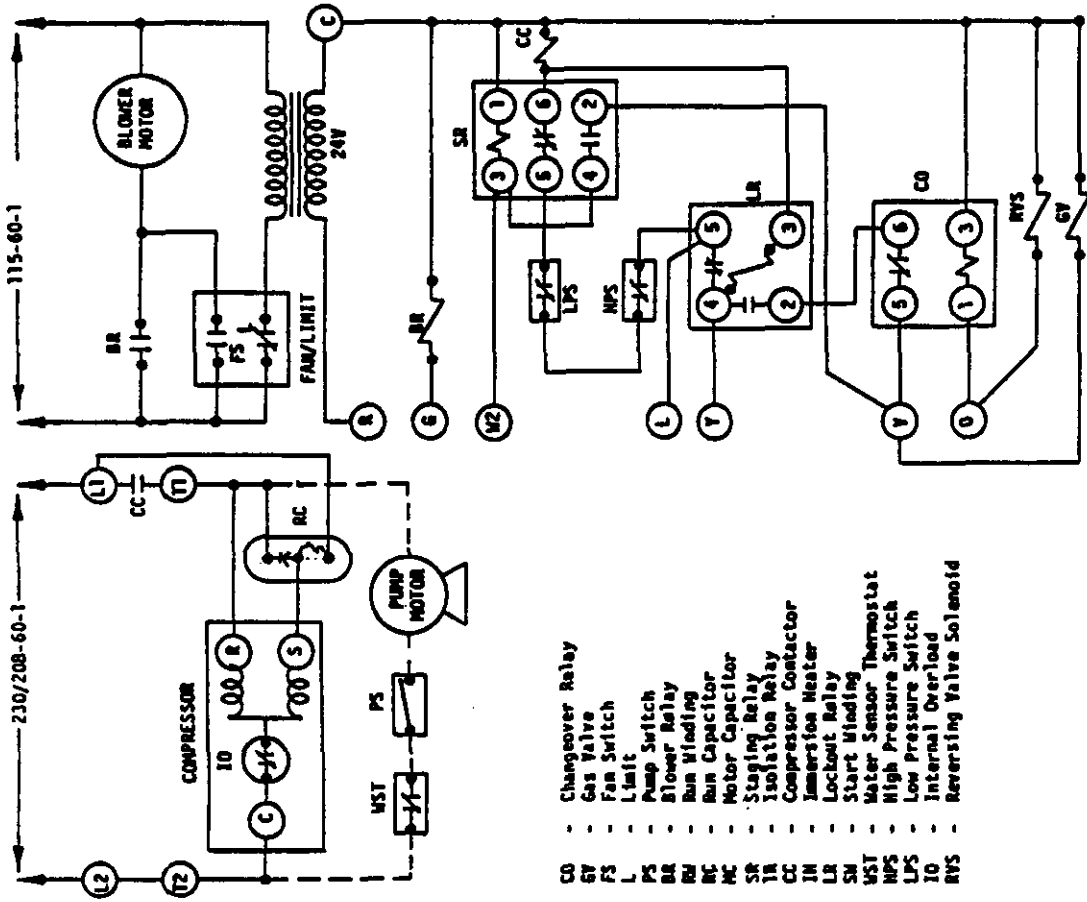 230/208-60-1
115-60-1
L2
T2
L1
CC
T1
RC
COMPRESSOR
IO
C
R
S
WST
PS
PUMP
MOTOR
BR
BLOWER
MOTOR
FS
L
FAN/LIMIT
24V
R
C
G
BR
W2
SR
3
1
5
6
4
2
CC
LPS
HPS
L
Y
LR
5
4
3
2
V
O
CO
5
6
1
3
RVS
GV
CO - Changeover Relay
GV - Gas Valve
FS - Fan Switch
L - Limit
PS - Pump Switch
BR - Blower Relay
RW - Run Winding
RC - Run Capacitor
MC - Motor Capacitor
SR - Staging Relay
IR - Isolation Relay
CC - Compressor Contactor
IH - Immersion Heater
LR - Lockout Relay
SW - Start Winding
WST - Water Sensor Thermostat
HPS - High Pressure Switch
LPS - Low Pressure Switch
IO - Internal Overload
RVS - Reversing Valve Solenoid